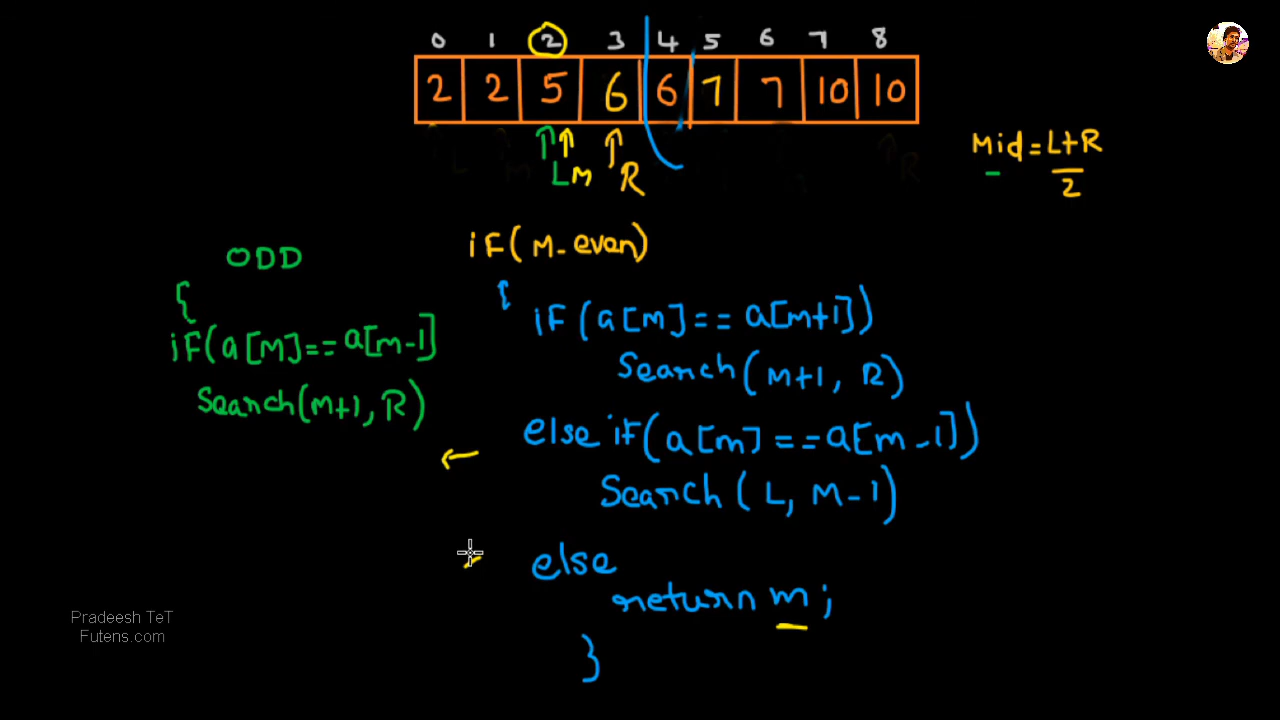 0 1 2 3 4 5 6 7 8
2 2 5 6 6 7 7 10 10
L m R
Mid = L+R
2
if( M- even)
ODD
{
{
if( a[m] == a[m+1])
if( a[m] == a[m-1]
Search( m+1, R)
Search(m+1, R)
else if( a[m] == a[m-1])
Search( L, M-1)
else
return m;
}
Pradeesh TeT
Futens.com